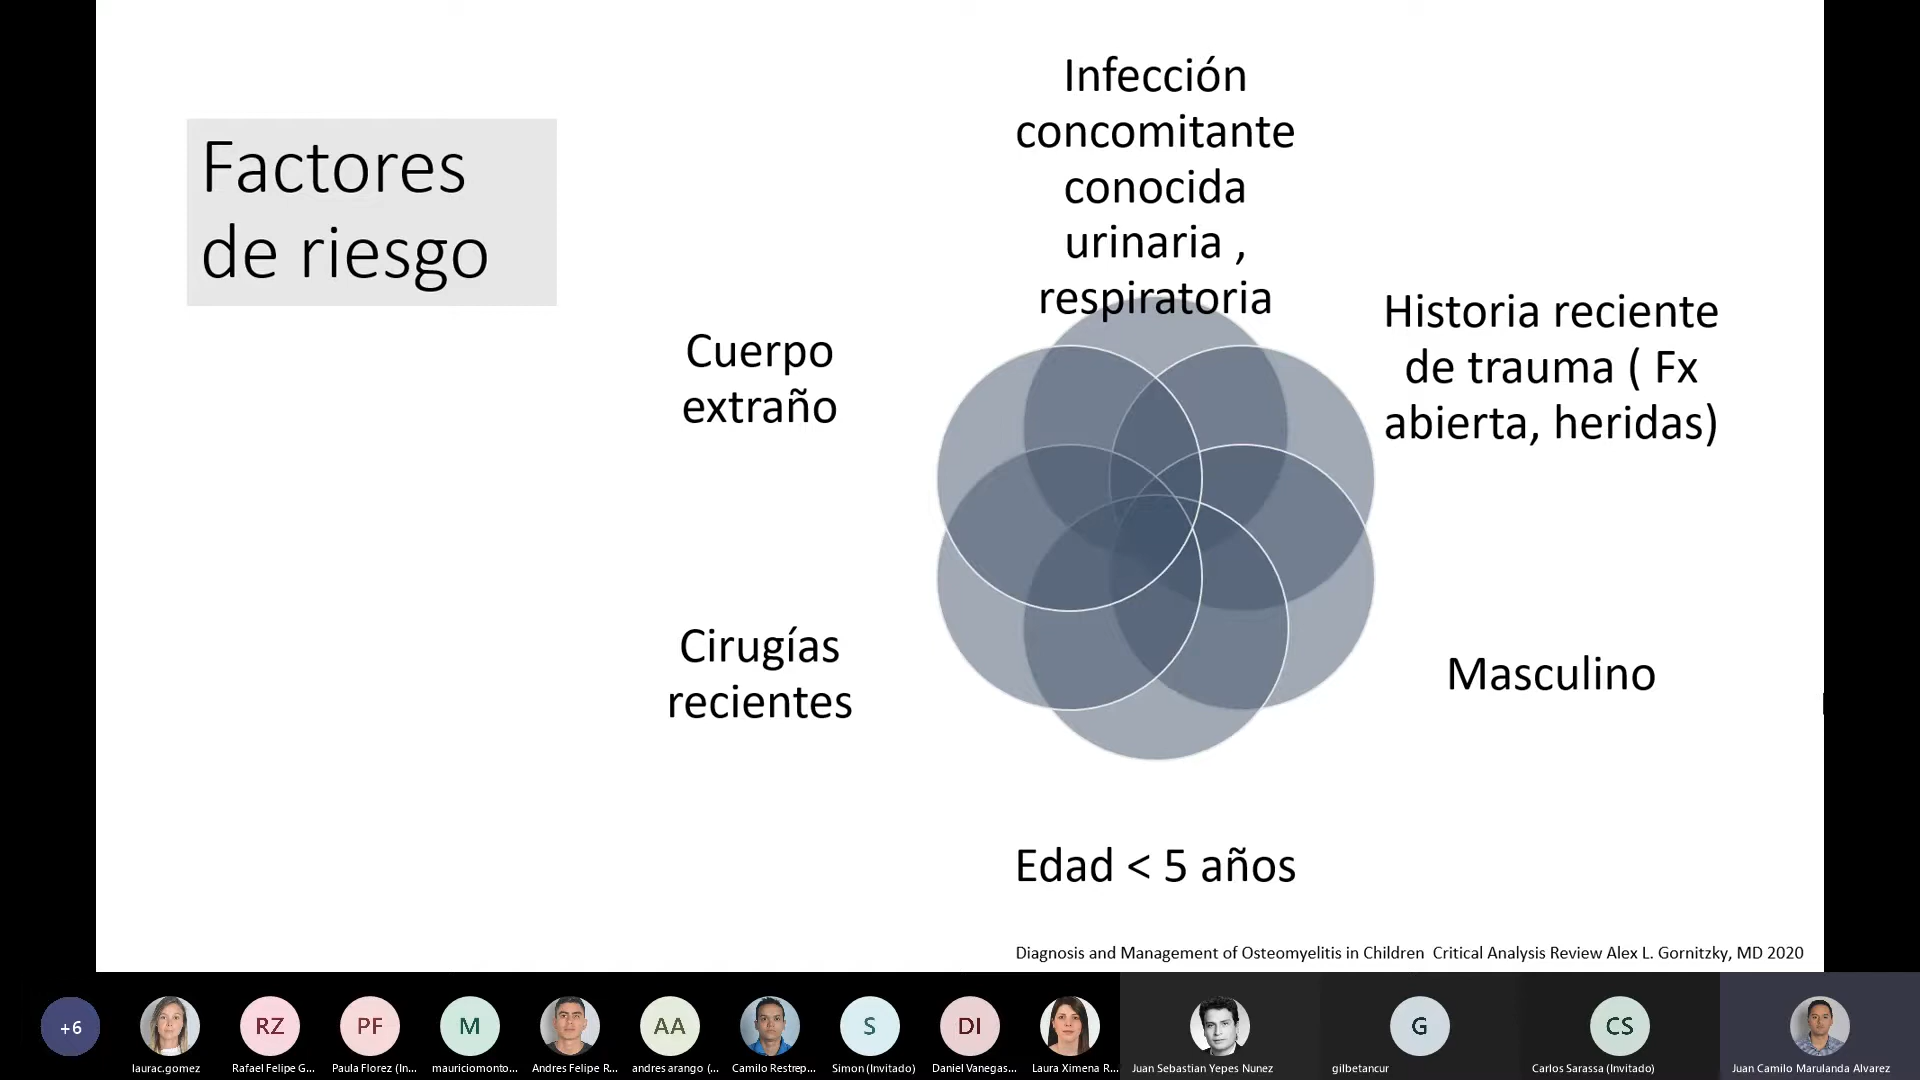 Factores
de riesgo
Infección
concomitante
conocida
urinaria ,
respiratoria
Historia reciente
de trauma ( Fx
abierta, heridas)
Masculino
Edad < 5 años
Cirugías
recientes
Cuerpo
extraño
Diagnosis and Management of Osteomyelitis in Children Critical Analysis Review Alex L. Gornitzky, MD 2020
+6
RZ
PF
M
AA
S
DI
G
CS
laurac.gomez
Rafael Felipe G...
Paula Florez (In...
mauriciomonto...
Andres Felipe R...
andres arango (...
Camilo Restrep...
Simon (Invitado)
Daniel Vanegas...
Laura Ximena R...
Juan Sebastian Yepes Nunez
gilbetancur
Carlos Sarassa (Invitado)
Juan Camilo Marulanda Alvarez